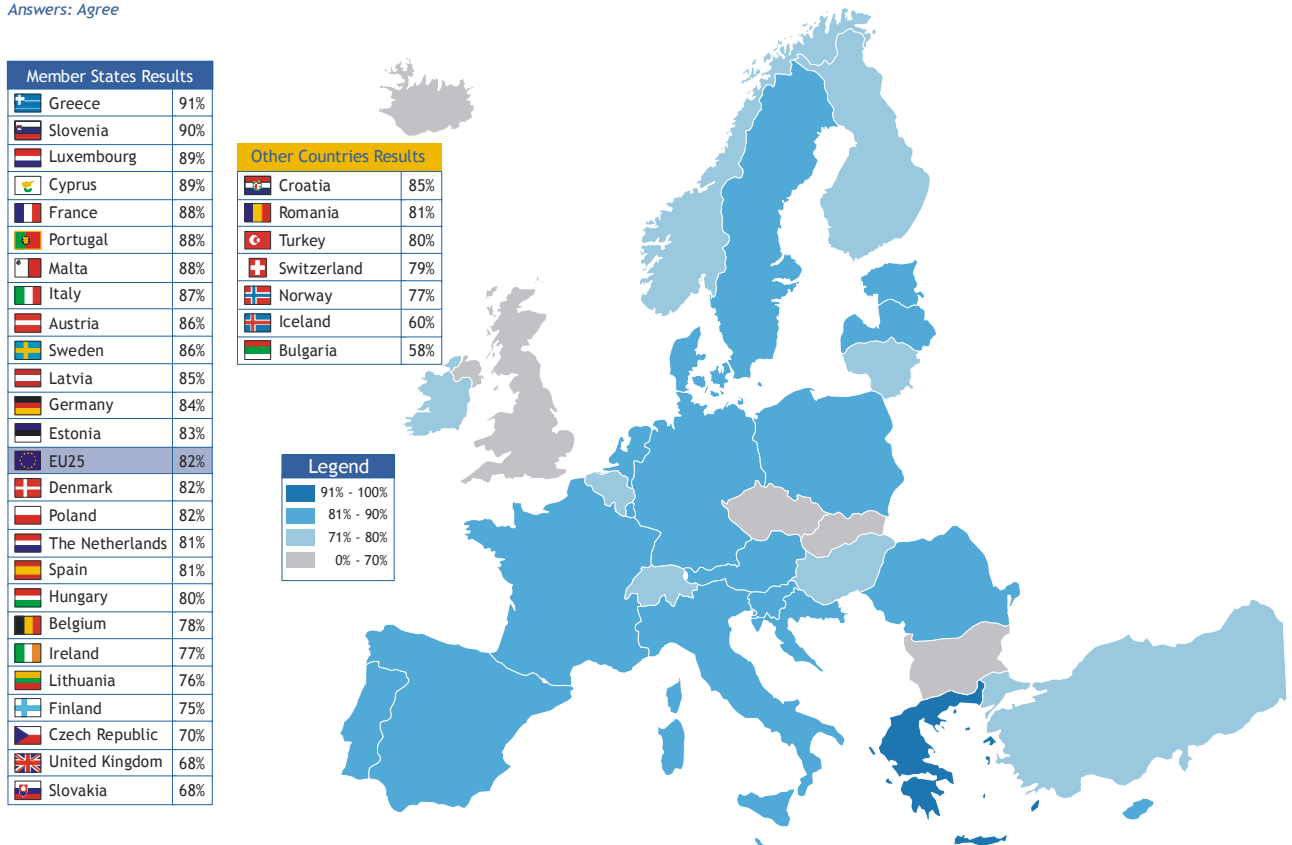 Answers: Agree
Member States Results
Greece 91%
Slovenia 90%
Luxembourg 89%
Cyprus 89%
France 88%
Portugal 88%
Malta 88%
Italy 87%
Austria 86%
Sweden 86%
Latvia 85%
Germany 84%
Estonia 83%
EU25 82%
Denmark 82%
Poland 82%
The Netherlands 81%
Spain 81%
Hungary 80%
Belgium 78%
Ireland 77%
Lithuania 76%
Finland 75%
Czech Republic 70%
United Kingdom 68%
Slovakia 68%
Other Countries Results
Croatia 85%
Romania 81%
Turkey 80%
Switzerland 79%
Norway 77%
Iceland 60%
Bulgaria 58%
Legend
91% - 100%
81% - 90%
71% - 80%
0% - 70%